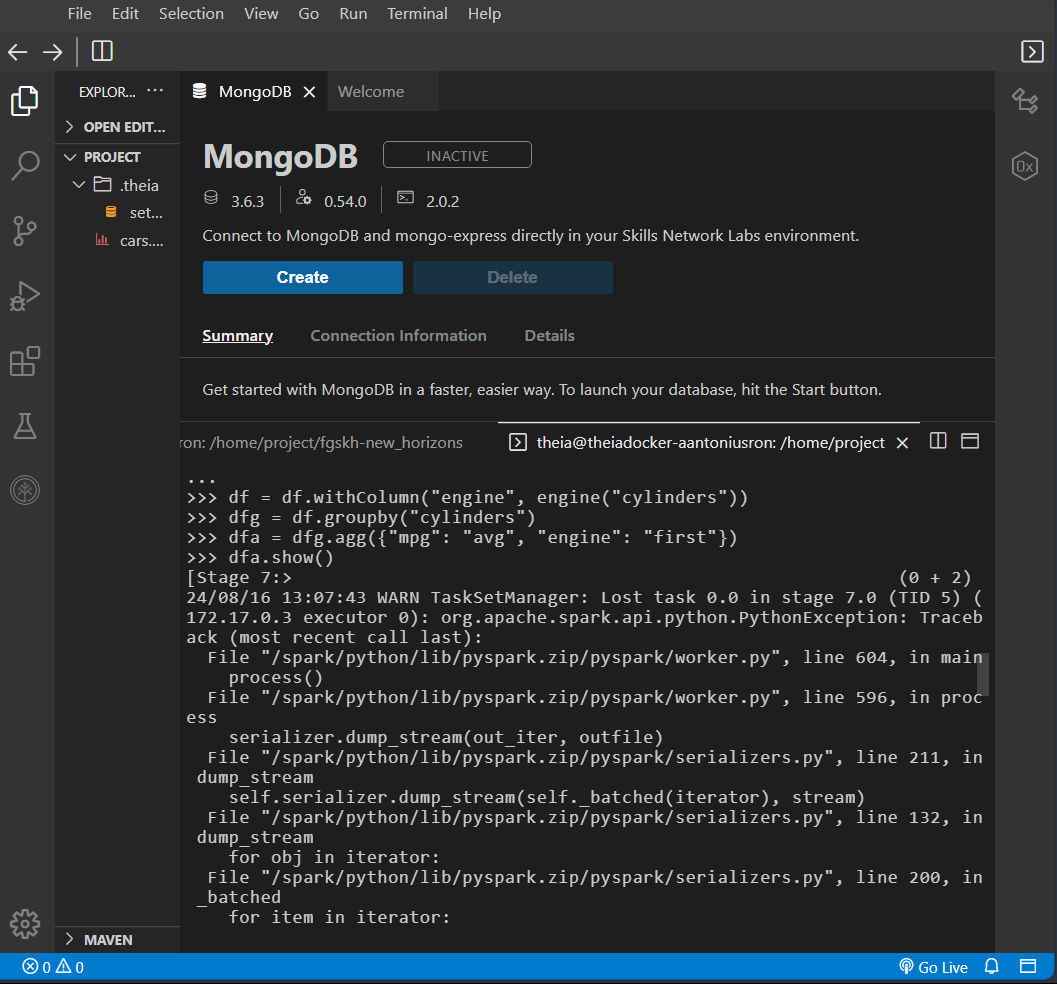 File Edit Selection View Go Run Terminal Help
EXPLOR... ...
OPEN EDIT...
PROJECT
.theia
set...
cars....
MAVEN
MongoDB
Welcome
MongoDB
INACTIVE
3.6.3
0.54.0
2.0.2
Connect to MongoDB and mongo-express directly in your Skills Network Labs environment.
Create
Delete
Summary
Connection Information
Details
Get started with MongoDB in a faster, easier way. To launch your database, hit the Start button.
ron: /home/project/fgskh-new_horizons
theia@theiadocker-aantoniusron: /home/project
...
>>> df = df.withColumn("engine", engine("cylinders"))
>>> dfg = df.groupby("cylinders")
>>> dfa = dfg.agg({"mpg": "avg", "engine": "first"})
>>> dfa.show()
[Stage 7:> (0 + 2)
24/08/16 13:07:43 WARN TaskSetManager: Lost task 0.0 in stage 7.0 (TID 5) (
172.17.0.3 executor 0): org.apache.spark.api.python.PythonException: Traceb
ack (most recent call last):
File "/spark/python/lib/pyspark.zip/pyspark/worker.py", line 604, in main
process()
File "/spark/python/lib/pyspark.zip/pyspark/worker.py", line 596, in proc
ess
serializer.dump_stream(out_iter, outfile)
File "/spark/python/lib/pyspark.zip/pyspark/serializers.py", line 211, in
dump_stream
self.serializer.dump_stream(self._batched(iterator), stream)
File "/spark/python/lib/pyspark.zip/pyspark/serializers.py", line 132, in
dump_stream
for obj in iterator:
File "/spark/python/lib/pyspark.zip/pyspark/serializers.py", line 200, in
_batched
for item in iterator:
0x
0 0
Go Live